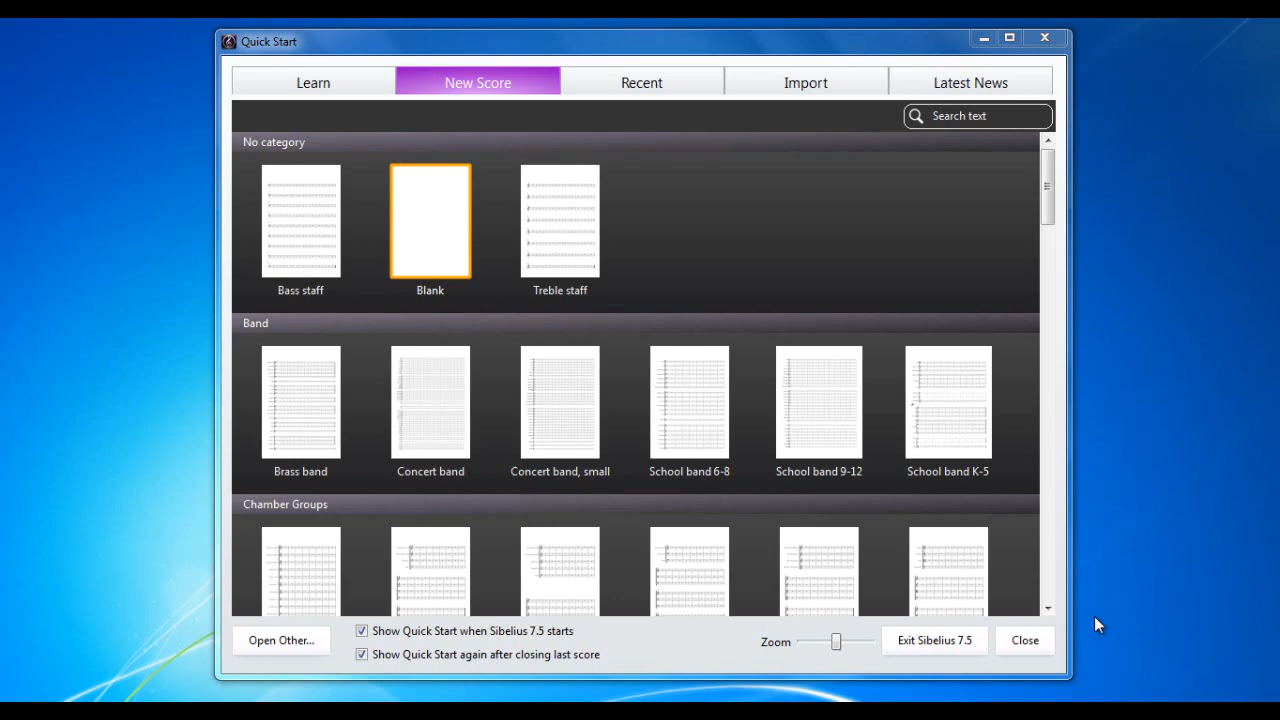 Quick Start
Learn New Score Recent Import Latest News
Search text
No category
Bass staff Blank Treble staff
Band
Brass band Concert band Concert band, small School band 6-8 School band 9-12 School band K-5
Chamber Groups
Open Other... Show Quick Start when Sibelius 7.5 starts Zoom Exit Sibelius 7.5 Close
Show Quick Start again after closing last score